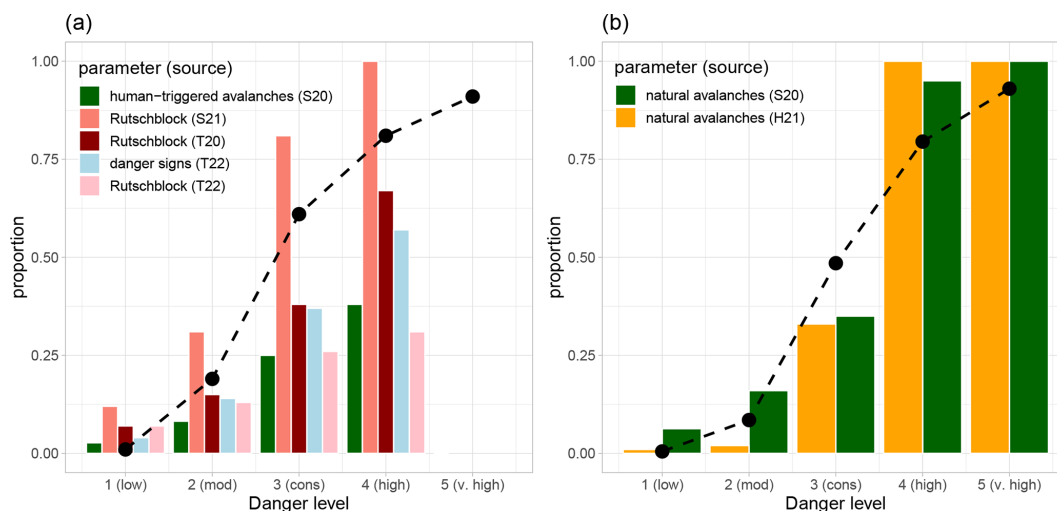 (a)
parameter (source)
human−triggered avalanches (S20)
Rutschblock (S21)
Rutschblock (T20)
danger signs (T22)
Rutschblock (T22)
proportion
1.00
0.75
0.50
0.25
0.00
1 (low) 2 (mod) 3 (cons) 4 (high) 5 (v. high)
Danger level
(b)
parameter (source)
natural avalanches (S20)
natural avalanches (H21)
proportion
1.00
0.75
0.50
0.25
0.00
1 (low) 2 (mod) 3 (cons) 4 (high) 5 (v. high)
Danger level